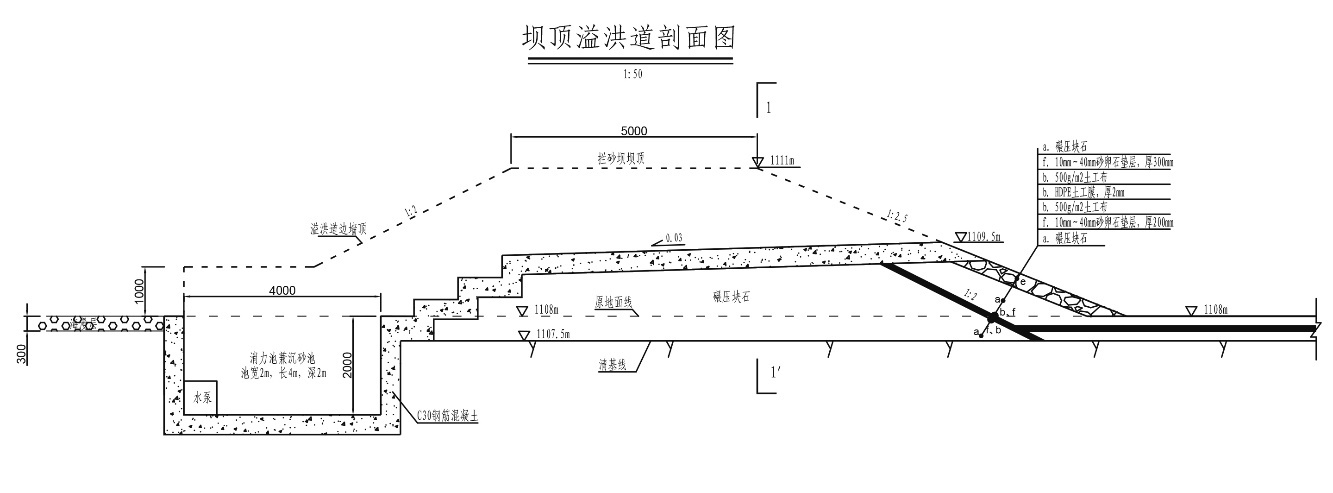 坝顶溢洪道剖面图
1:50
1
5000
拦砂坝坝顶
1111m
a. 碾压块石
f. 10mm~40mm砂卵石垫层, 厚300mm
b. 500g/m2土工布
b. HDPE土工膜, 厚2mm
b. 500g/m2土工布
f. 10mm~40mm砂卵石垫层, 厚200mm
a. 碾压块石
1:2
1:2.5
溢洪道边墙顶
0.03
1109.5m
1000
4000
e
碾压块石
1:2
a
原地面线
1108m
b、f
1108m
300
1107.5m
a
f、b
消力池兼沉砂池
池宽2m, 长4m, 深2m
2000
清基线
1'
水泵
C30钢筋混凝土